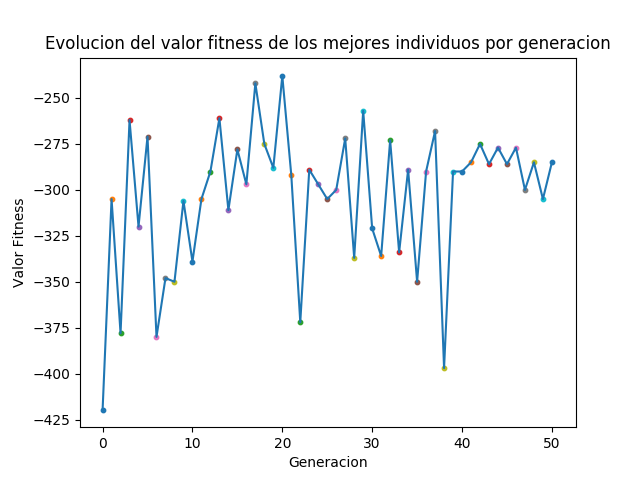 Evolucion del valor fitness de los mejores individuos por generacion
−250
−275
−300
−325
−350
−375
−400
−425
Valor Fitness
0 10 20 30 40 50
Generacion